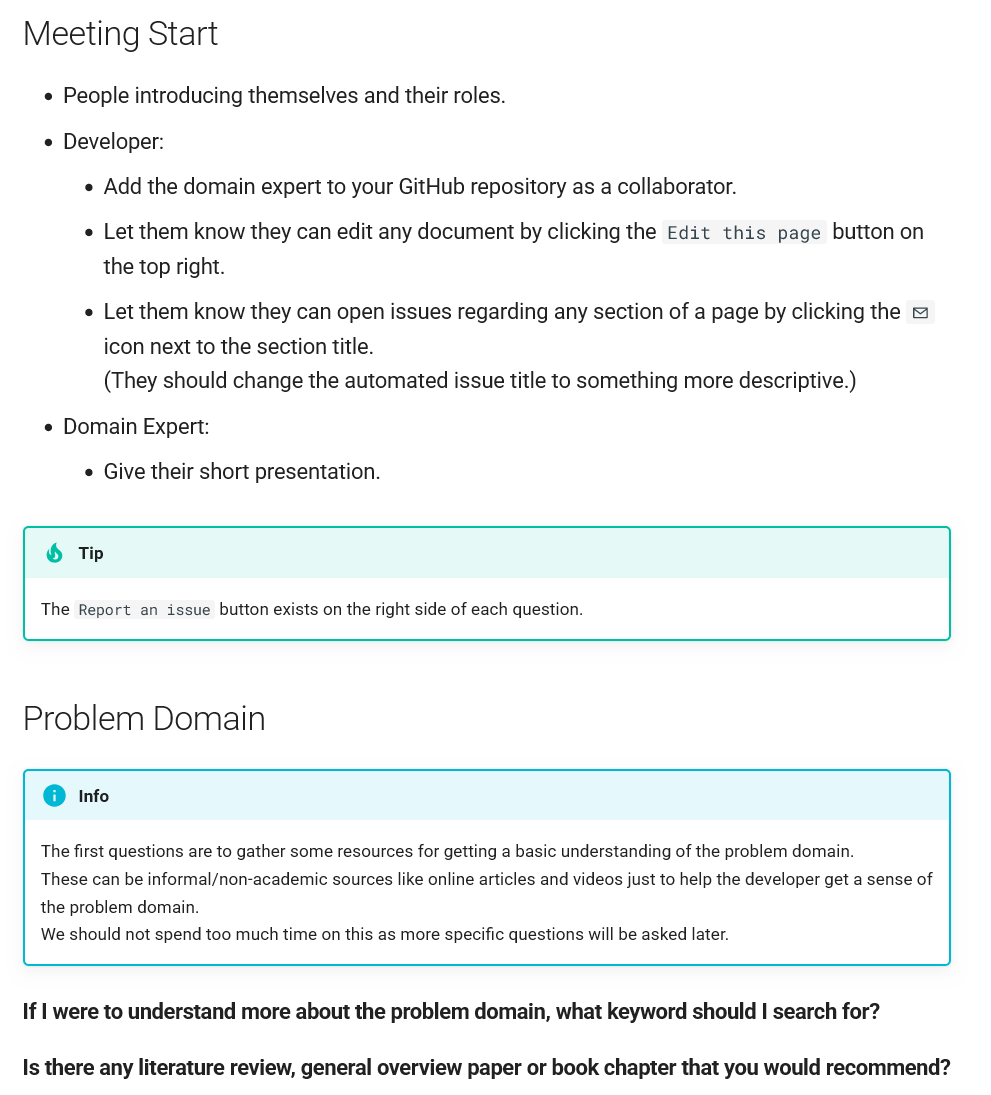 Meeting Start
People introducing themselves and their roles.
Developer:
Add the domain expert to your GitHub repository as a collaborator.
Let them know they can edit any document by clicking the Edit this page button on
the top right.
Let them know they can open issues regarding any section of a page by clicking the
icon next to the section title.
(They should change the automated issue title to something more descriptive.)
Domain Expert:
Give their short presentation.
Tip
The Report an issue button exists on the right side of each question.
Problem Domain
Info
The first questions are to gather some resources for getting a basic understanding of the problem domain.
These can be informal/non-academic sources like online articles and videos just to help the developer get a sense of
the problem domain.
We should not spend too much time on this as more specific questions will be asked later.
If I were to understand more about the problem domain, what keyword should I search for?
Is there any literature review, general overview paper or book chapter that you would recommend?